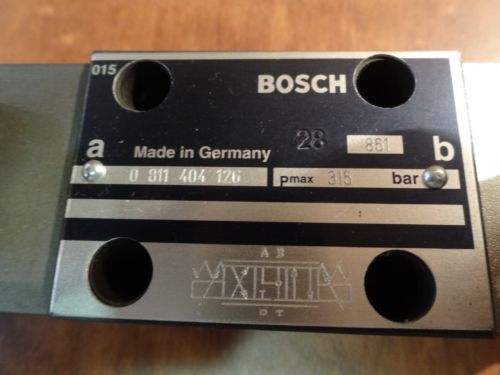 015
BOSCH
28 861
a Made in Germany b
0 811 404 126 pmax 315 bar
A B